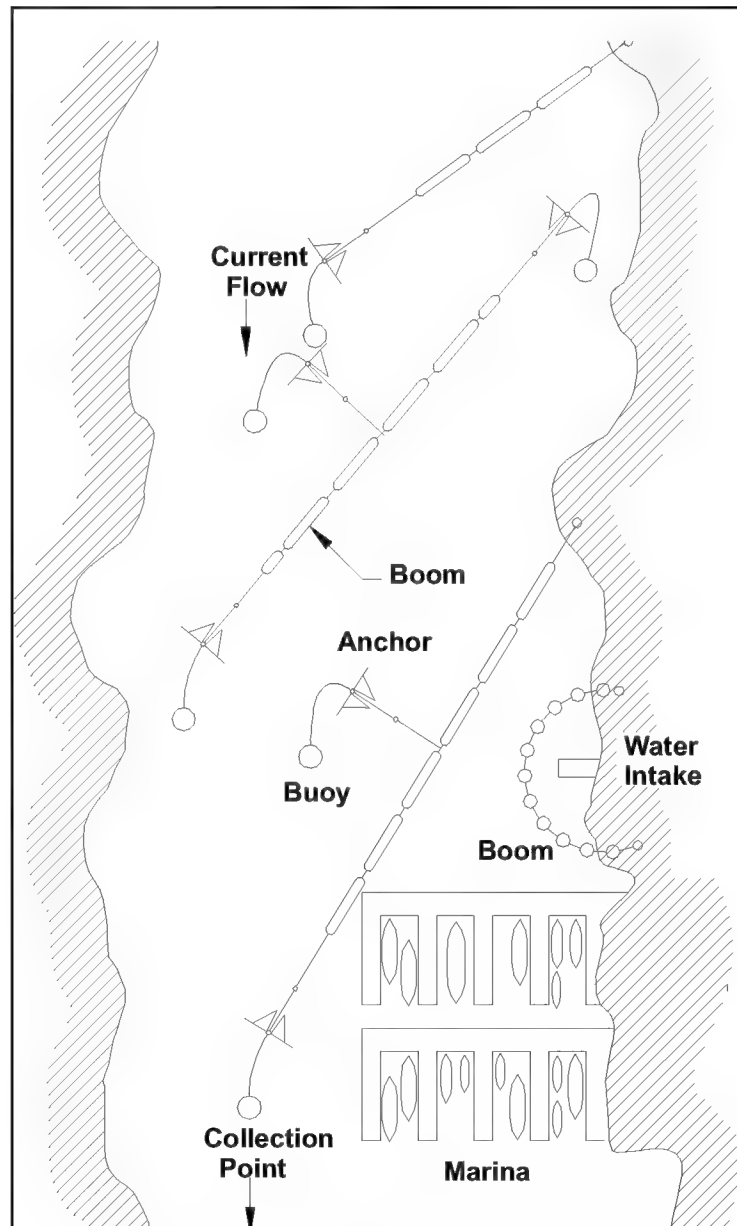 Current
Flow
Boom
Anchor
Water
Intake
Buoy
Boom
Collection
Point
Marina